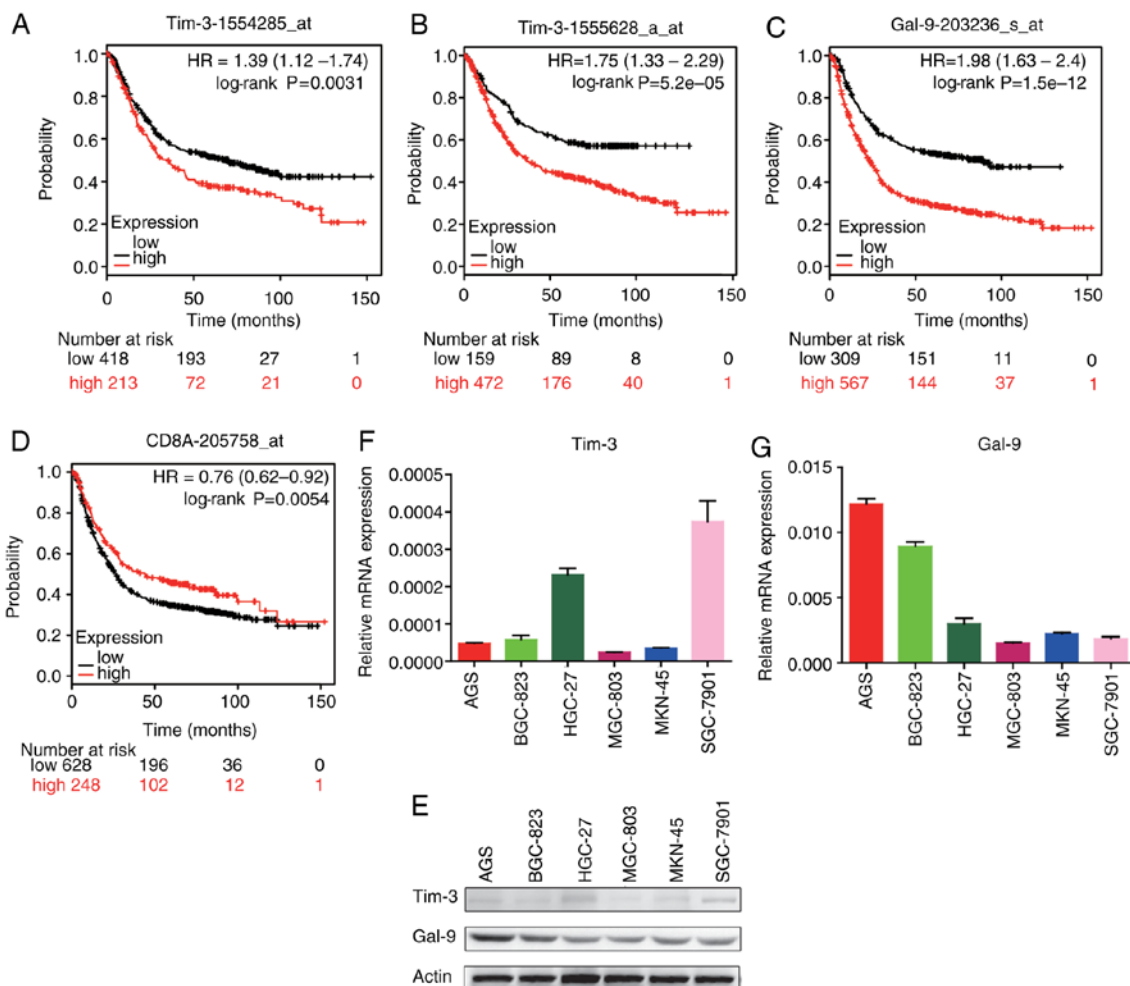 A
Tim-3-1554285_at
HR = 1.39 (1.12 –1.74)
log-rank P=0.0031
Probability
1.0
0.8
0.6
0.4
0.2
0.0
Expression
low
high
0 50 100 150
Time (months)
Number at risk
low 418 193 27 1
high 213 72 21 0
B
Tim-3-1555628_a_at
HR=1.75 (1.33 – 2.29)
log-rank P=5.2e–05
Probability
1.0
0.8
0.6
0.4
0.2
0.0
Expression
low
high
0 50 100 150
Time (months)
Number at risk
low 159 89 8 0
high 472 176 40 1
C
Gal-9-203236_s_at
HR=1.98 (1.63 – 2.4)
log-rank P=1.5e–12
Probability
1.0
0.8
0.6
0.4
0.2
0.0
Expression
low
high
0 50 100 150
Time (months)
Number at risk
low 309 151 11 0
high 567 144 37 1
D
CD8A-205758_at
HR = 0.76 (0.62–0.92)
log-rank P=0.0054
Probability
1.0
0.8
0.6
0.4
0.2
0.0
Expression
low
high
0 50 100 150
Time (months)
Number at risk
low 628 196 36 0
high 248 102 12 1
F
Tim-3
Relative mRNA expression
0.0005
0.0004
0.0003
0.0002
0.0001
0.0000
AGS
BGC-823
HGC-27
MGC-803
MKN-45
SGC-7901
G
Gal-9
Relative mRNA expression
0.015
0.010
0.005
0.000
AGS
BGC-823
HGC-27
MGC-803
MKN-45
SGC-7901
E
AGS
BGC-823
HGC-27
MGC-803
MKN-45
SGC-7901
Tim-3
Gal-9
Actin